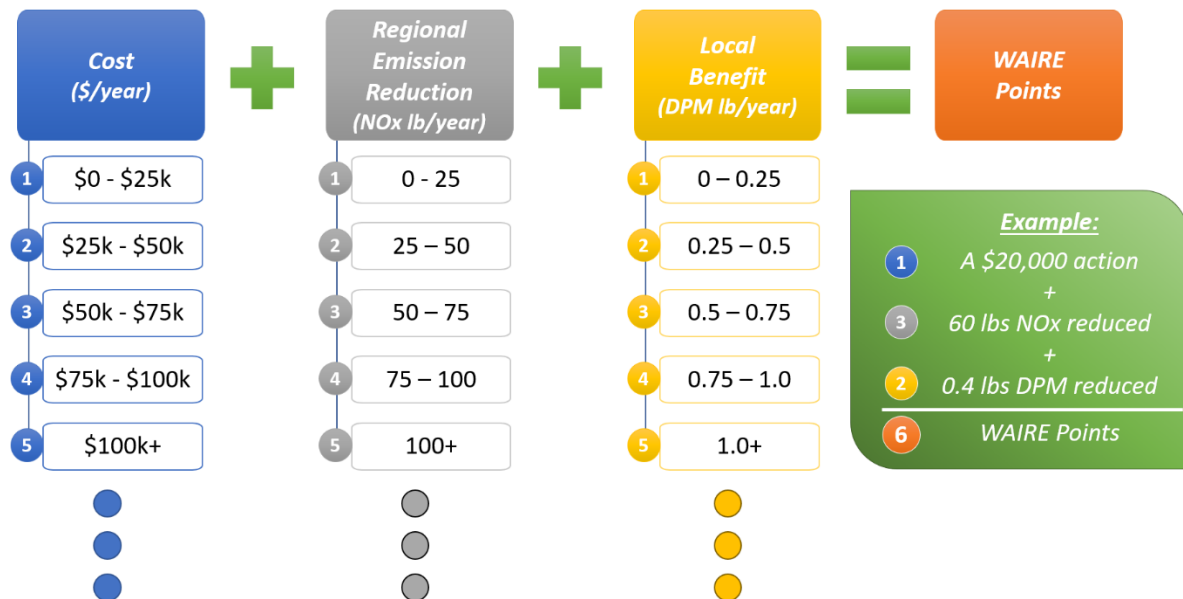 Cost
($/year)
Regional
Emission
Reduction
(NOx lb/year)
Local
Benefit
(DPM lb/year)
WAIRE
Points
1 $0 - $25k
2 $25k - $50k
3 $50k - $75k
4 $75k - $100k
5 $100k+
1 0 - 25
2 25 – 50
3 50 – 75
4 75 – 100
5 100+
1 0 – 0.25
2 0.25 – 0.5
3 0.5 – 0.75
4 0.75 – 1.0
5 1.0+
Example:
1 A $20,000 action
+
3 60 lbs NOx reduced
+
2 0.4 lbs DPM reduced
6 WAIRE Points